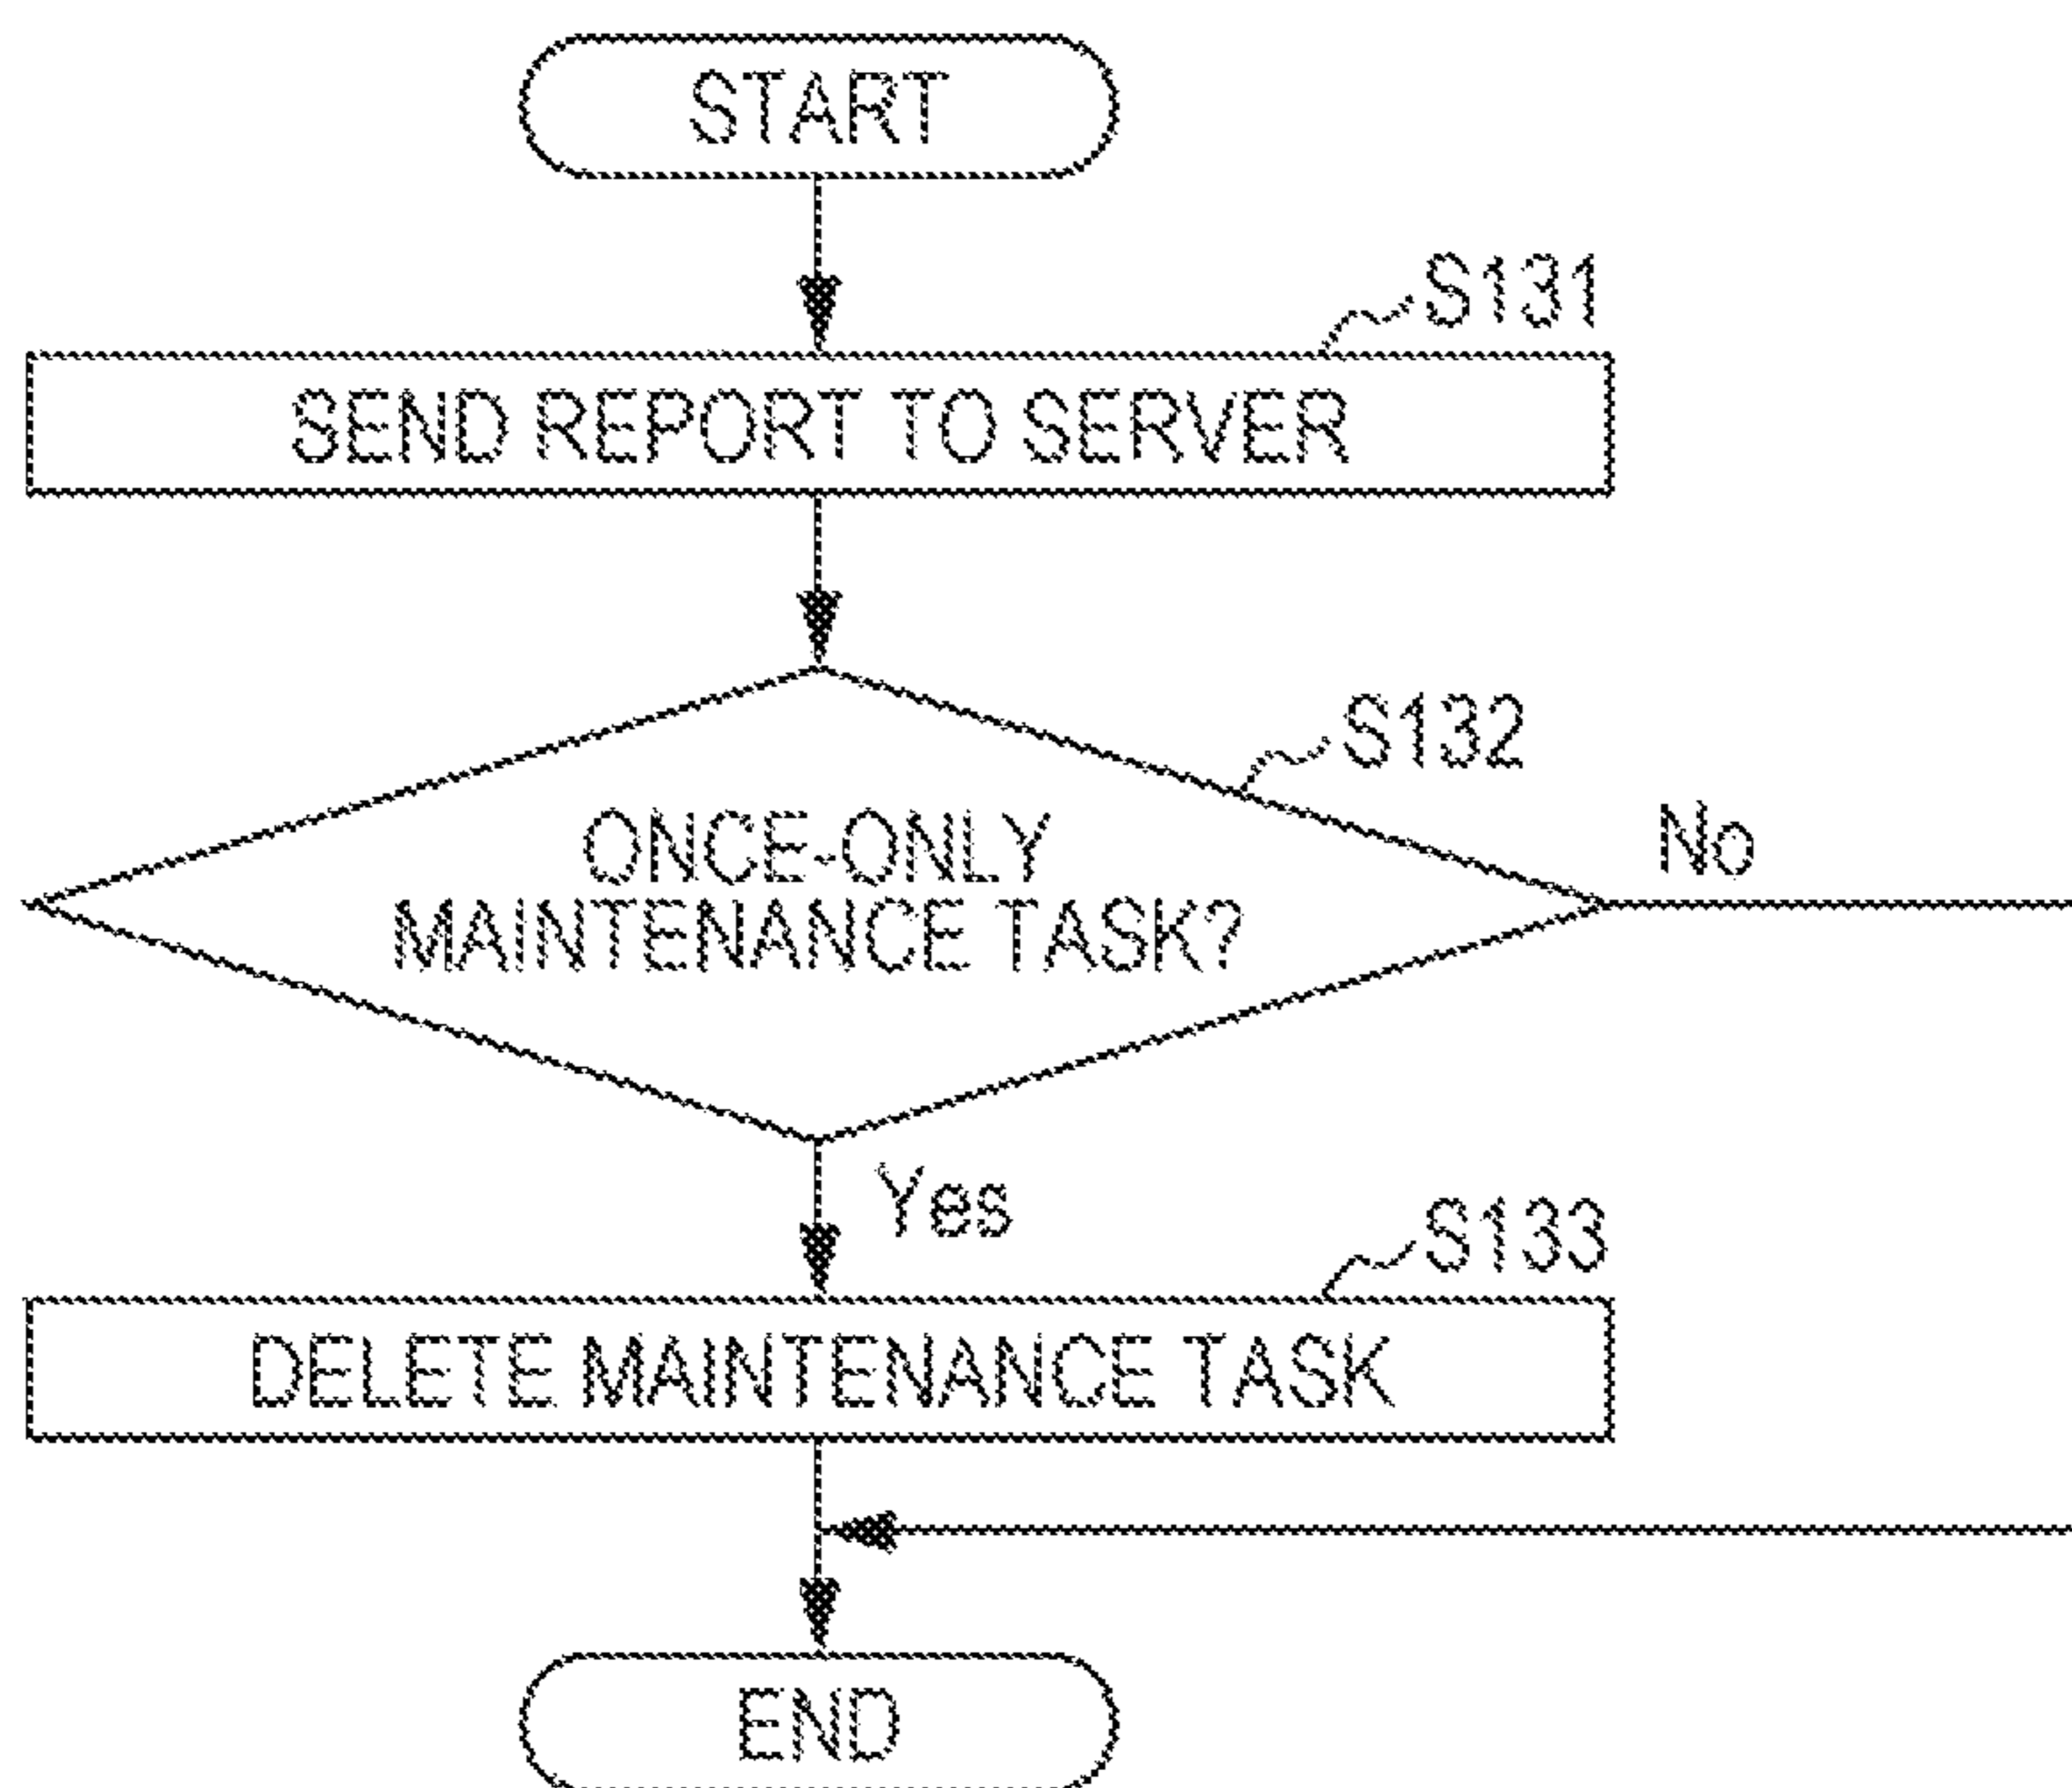 START
S131
SEND REPORT TO SERVER
S132
ONCE-ONLY
MAINTENANCE TASK?
No
Yes
S133
DELETE MAINTENANCE TASK
END